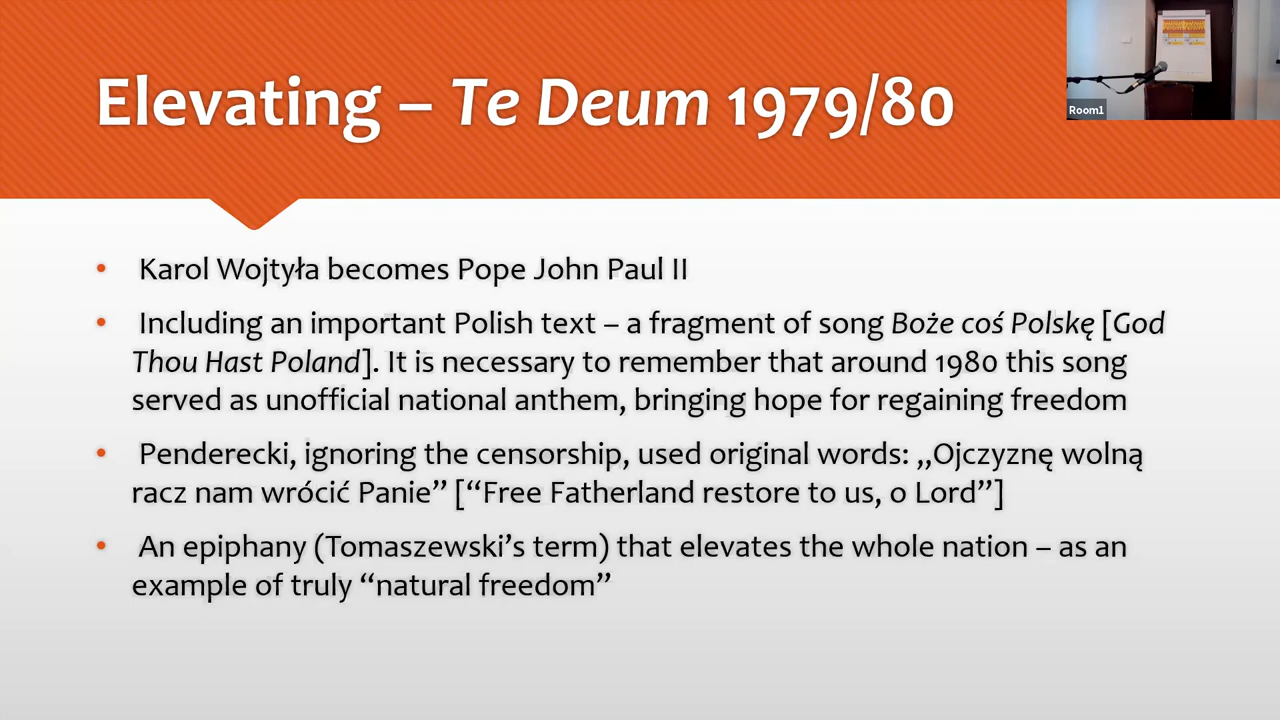 Elevating – Te Deum 1979/80
Room1
• Karol Wojtyła becomes Pope John Paul II
• Including an important Polish text – a fragment of song Boże coś Polskę [God
Thou Hast Poland]. It is necessary to remember that around 1980 this song
served as unofficial national anthem, bringing hope for regaining freedom
• Penderecki, ignoring the censorship, used original words: „Ojczyznę wolną
racz nam wrócić Panie” [“Free Fatherland restore to us, o Lord”]
• An epiphany (Tomaszewski’s term) that elevates the whole nation – as an
example of truly “natural freedom”